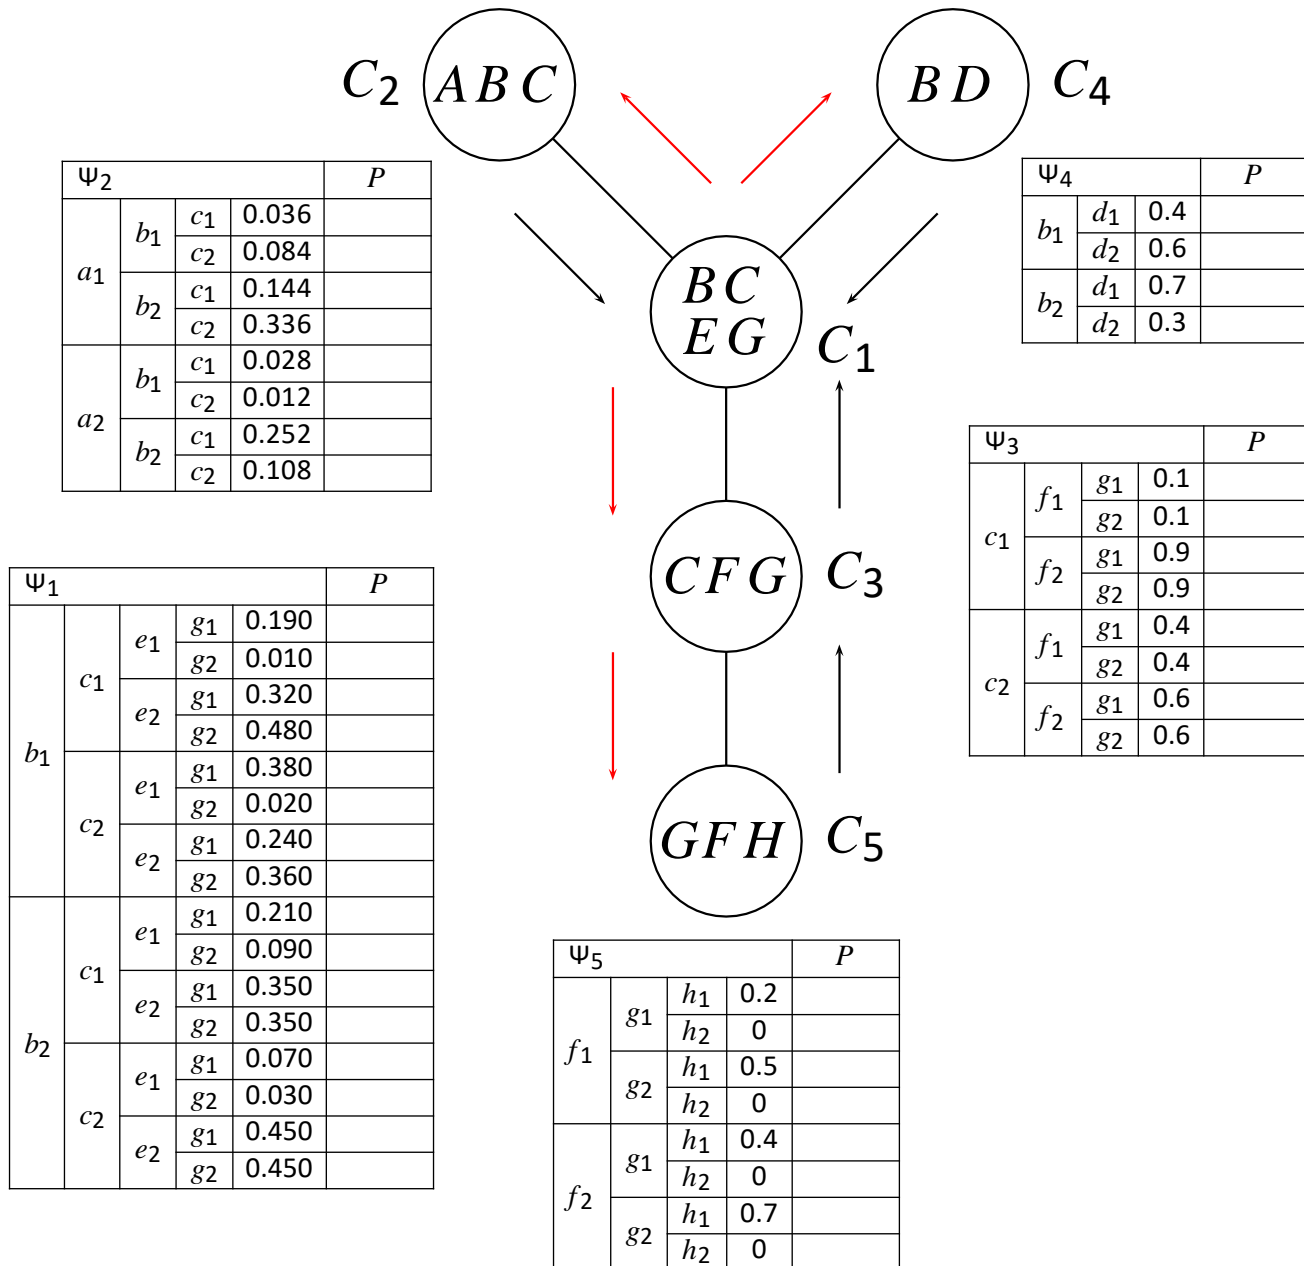 C2 A B C
B D C4
Ψ2 P
a1 b1 c1 0.036
c2 0.084
b2 c1 0.144
c2 0.336
a2 b1 c1 0.028
c2 0.012
b2 c1 0.252
c2 0.108
Ψ4 P
b1 d1 0.4
d2 0.6
b2 d1 0.7
d2 0.3
B C
E G
C1
Ψ3 P
c1 f1 g1 0.1
g2 0.1
f2 g1 0.9
g2 0.9
c2 f1 g1 0.4
g2 0.4
f2 g1 0.6
g2 0.6
C F G C3
Ψ1 P
b1 c1 e1 g1 0.190
g2 0.010
e2 g1 0.320
g2 0.480
c2 e1 g1 0.380
g2 0.020
e2 g1 0.240
g2 0.360
b2 c1 e1 g1 0.210
g2 0.090
e2 g1 0.350
g2 0.350
c2 e1 g1 0.070
g2 0.030
e2 g1 0.450
g2 0.450
G F H C5
Ψ5 P
f1 g1 h1 0.2
h2 0
g2 h1 0.5
h2 0
f2 g1 h1 0.4
h2 0
g2 h1 0.7
h2 0